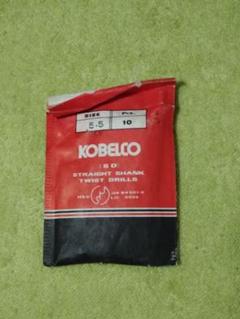 SIZE Pcs.
5.5 10
KOBELCO
SD
STRAIGHT SHANK
TWIST DRILLS